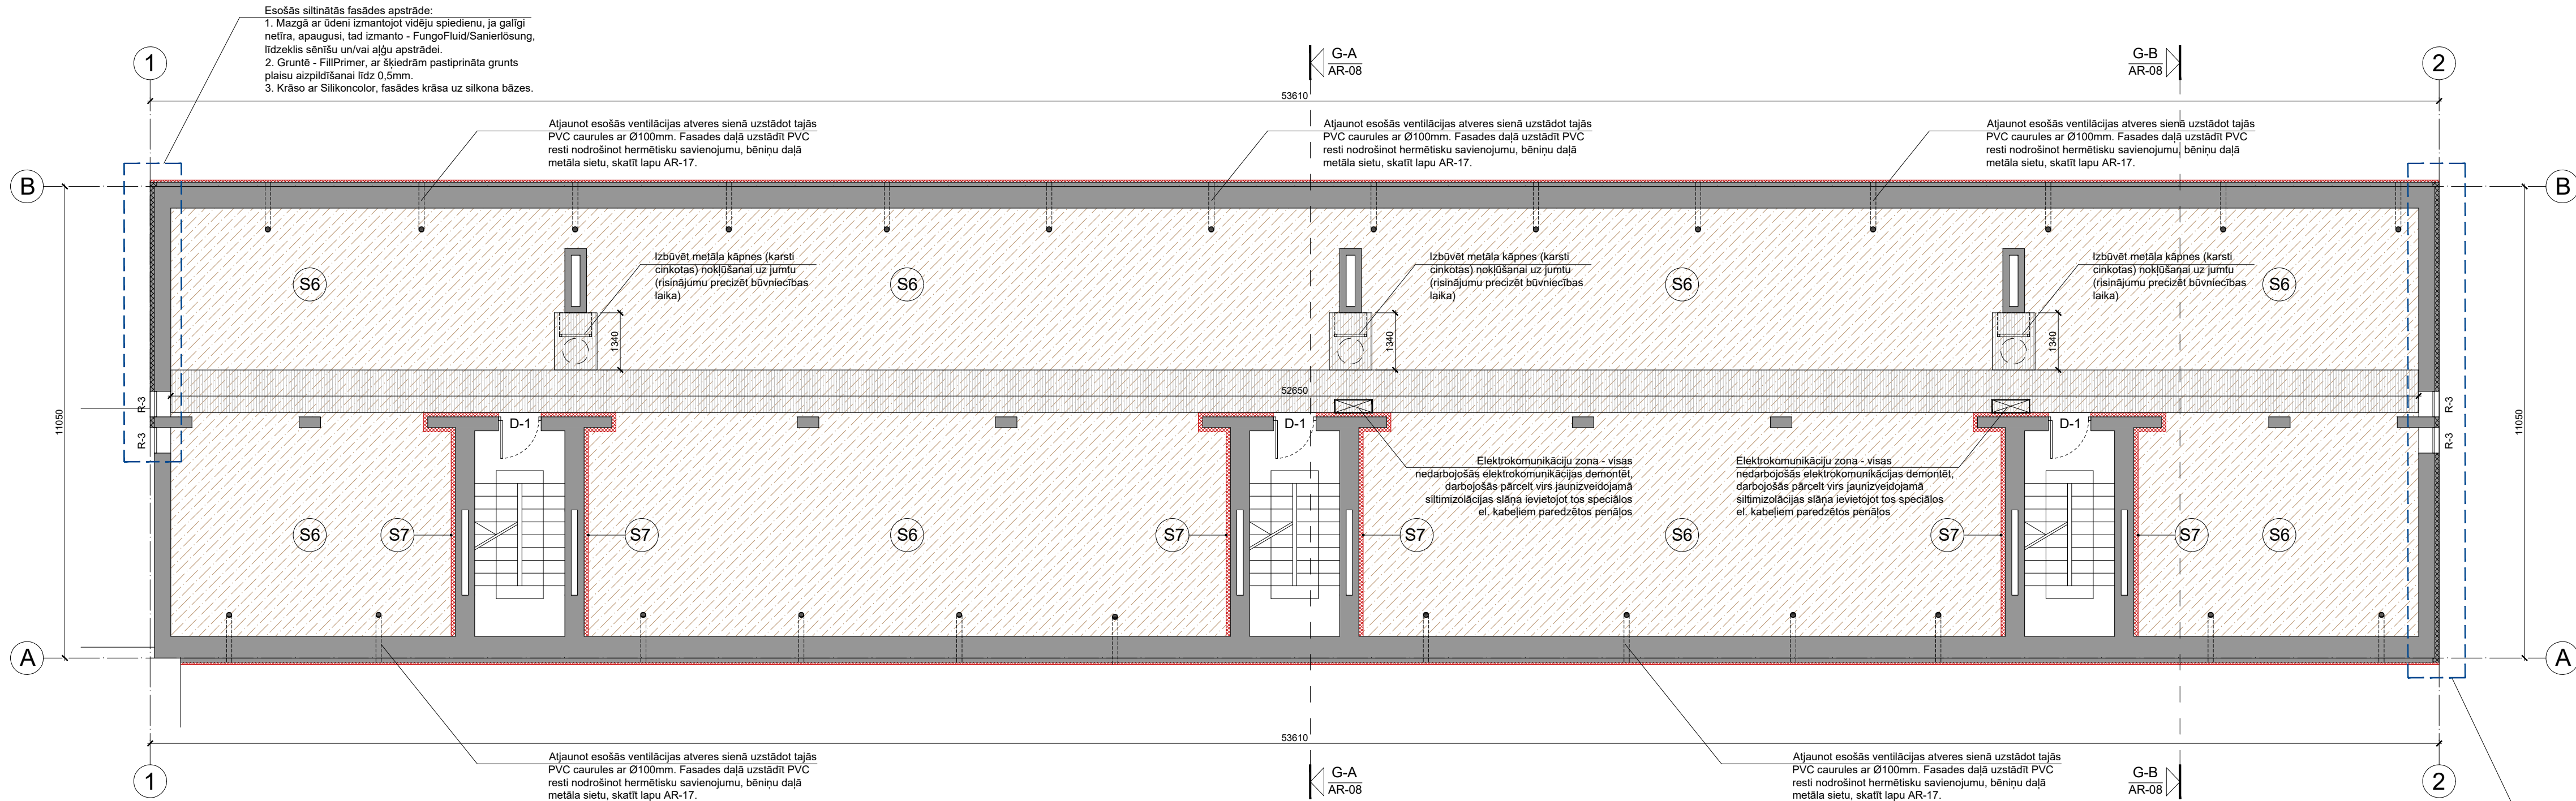 Esošās siltinātās fasādes apstrāde:
1. Mazgā ar ūdeni izmantojot vidēju spiedienu, ja galīgi
netīra, apaugusi, tad izmanto - FungoFluid/Sanierlösung,
līdzeklis sēnīšu un/vai aļģu apstrādei.
2. Gruntē - FillPrimer, ar šķiedrām pastiprināta grunts
plaisu aizpildīšanai līdz 0,5mm.
3. Krāso ar Silikoncolor, fasādes krāsa uz silkona bāzes.
1
G-A
AR-08
G-B
AR-08
2
53610
Atjaunot esošās ventilācijas atveres sienā uzstādot tajās
PVC caurules ar Ø100mm. Fasades daļā uzstādīt PVC
resti nodrošinot hermētisku savienojumu, bēniņu daļā
metāla sietu, skatīt lapu AR-17.
Atjaunot esošās ventilācijas atveres sienā uzstādot tajās
PVC caurules ar Ø100mm. Fasades daļā uzstādīt PVC
resti nodrošinot hermētisku savienojumu, bēniņu daļā
metāla sietu, skatīt lapu AR-17.
Atjaunot esošās ventilācijas atveres sienā uzstādot tajās
PVC caurules ar Ø100mm. Fasades daļā uzstādīt PVC
resti nodrošinot hermētisku savienojumu, bēniņu daļā
metāla sietu, skatīt lapu AR-17.
B
B
Izbūvēt metāla kāpnes (karsti
cinkotas) nokļūšanai uz jumtu
(risinājumu precizēt būvniecības
laika)
Izbūvēt metāla kāpnes (karsti
cinkotas) nokļūšanai uz jumtu
(risinājumu precizēt būvniecības
laika)
Izbūvēt metāla kāpnes (karsti
cinkotas) nokļūšanai uz jumtu
(risinājumu precizēt būvniecības
laika)
S6
S6
S6
S6
1340
1340
1340
52650
R-3
R-3
R-3
R-3
11050
11050
D-1
D-1
D-1
Elektrokomunikāciju zona - visas
nedarbojošās elektrokomunikācijas demontēt,
darbojošās pārcelt virs jaunizveidojamā
siltimizolācijas slāņa ievietojot tos speciālos
el. kabeļiem paredzētos penāļos
Elektrokomunikāciju zona - visas
nedarbojošās elektrokomunikācijas demontēt,
darbojošās pārcelt virs jaunizveidojamā
siltimizolācijas slāņa ievietojot tos speciālos
el. kabeļiem paredzētos penāļos
S6
S7
S7
S6
S7
S7
S6
S7
S7
S6
A
A
53610
Atjaunot esošās ventilācijas atveres sienā uzstādot tajās
PVC caurules ar Ø100mm. Fasades daļā uzstādīt PVC
resti nodrošinot hermētisku savienojumu, bēniņu daļā
metāla sietu, skatīt lapu AR-17.
Atjaunot esošās ventilācijas atveres sienā uzstādot tajās
PVC caurules ar Ø100mm. Fasades daļā uzstādīt PVC
resti nodrošinot hermētisku savienojumu, bēniņu daļā
metāla sietu, skatīt lapu AR-17.
1
G-A
AR-08
G-B
AR-08
2